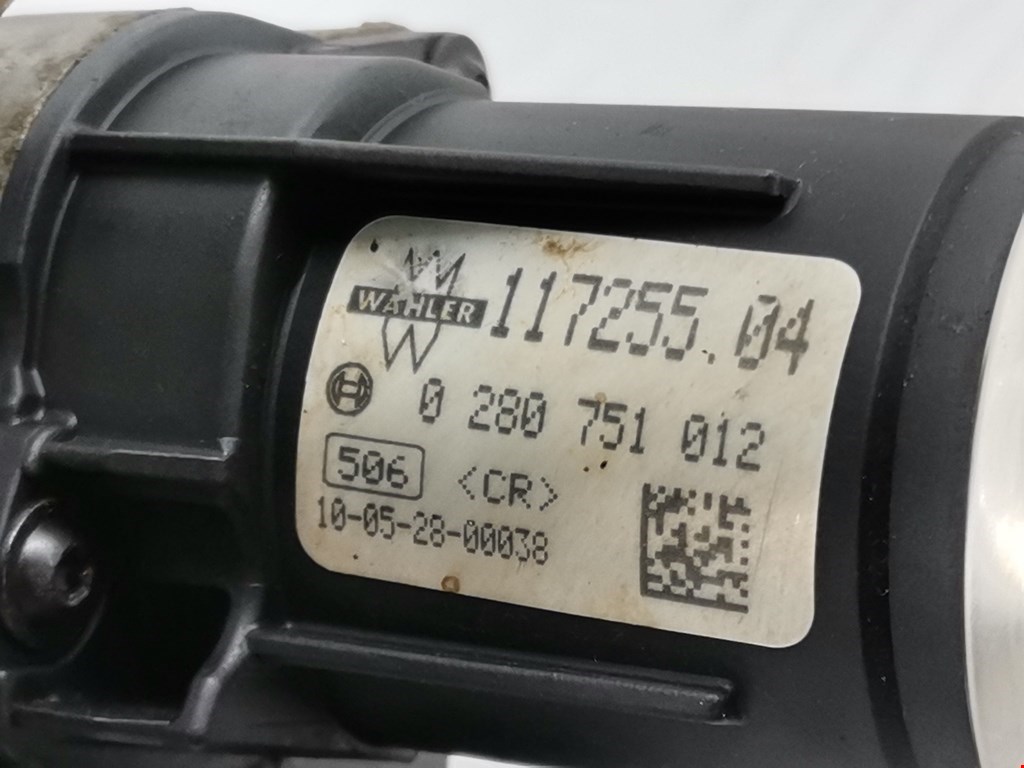 WAHLER 117255.04
0 280 751 012
506 <CR>
10-05-28-00038